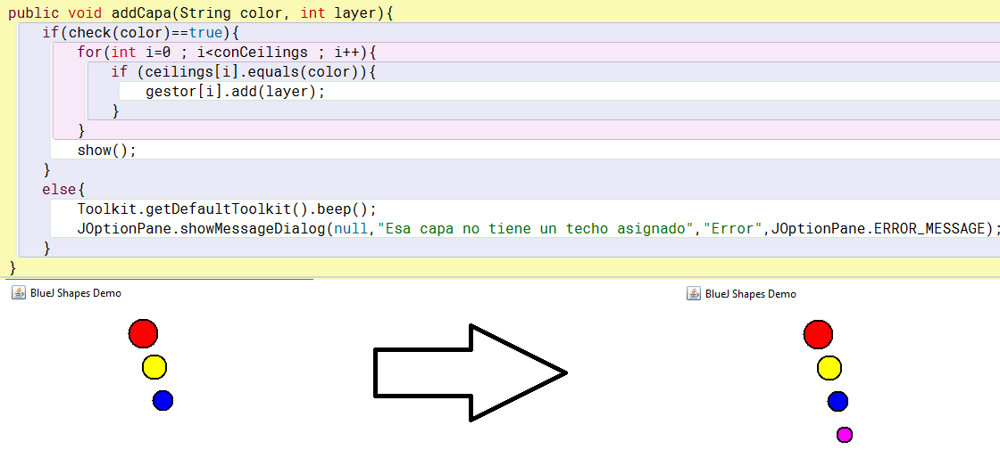 public void addCapa(String color, int layer){
if(check(color)==true){
for(int i=0 ; i<conCeilings ; i++){
if (ceilings[i].equals(color)){
gestor[i].add(layer);
}
}
show();
}
else{
Toolkit.getDefaultToolkit().beep();
JOptionPane.showMessageDialog(null,"Esa capa no tiene un techo asignado","Error",JOptionPane.ERROR_MESSAGE);
}
}
BlueJ Shapes Demo
BlueJ Shapes Demo